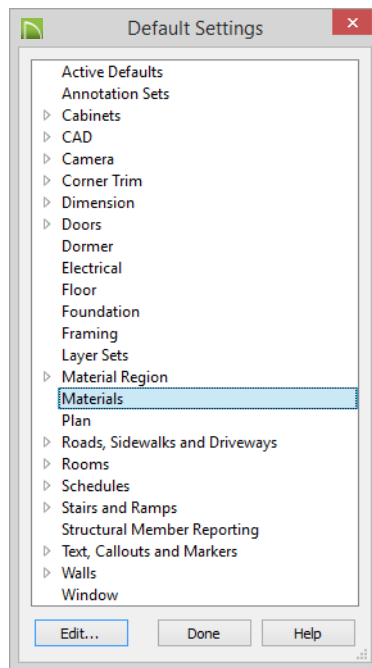 Default Settings
Active Defaults
Annotation Sets
Cabinets
CAD
Camera
Corner Trim
Dimension
Doors
Dormer
Electrical
Floor
Foundation
Framing
Layer Sets
Material Region
Materials
Plan
Roads, Sidewalks and Driveways
Rooms
Schedules
Stairs and Ramps
Structural Member Reporting
Text, Callouts and Markers
Walls
Window
Edit... Done Help